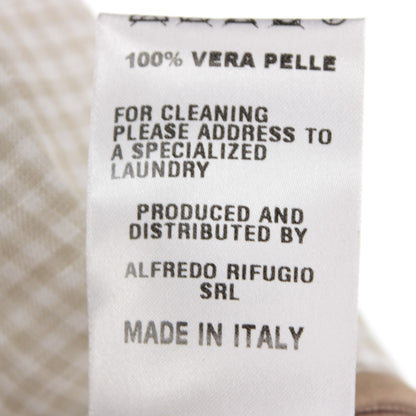 100% VERA PELLE
FOR CLEANING
PLEASE ADDRESS TO
A SPECIALIZED
LAUNDRY
PRODUCED AND
DISTRIBUTED BY
ALFREDO RIFUGIO
SRL
MADE IN ITALY